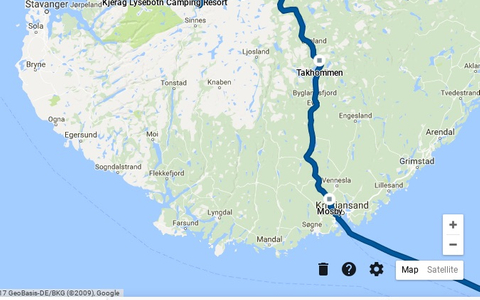 Stavanger
Jørpeland
Kjerag Lysebotn Camping Resort
Sinnes
Sola
Ljosland
Bryne
Takhommen
Tonstad
Knaben
Byglandsfjord
Tvedestrand
Ogna
Engesland
Egersund
Moi
Arendal
Grimstad
Sogndalstrand
Flekkefjord
Vennesla
Lillesand
Kristiansand
Mosby
Lyngdal
Farsund
Søgne
Mandal
+
−
Map Satellite
17 GeoBasis-DE/BKG (©2009), Google